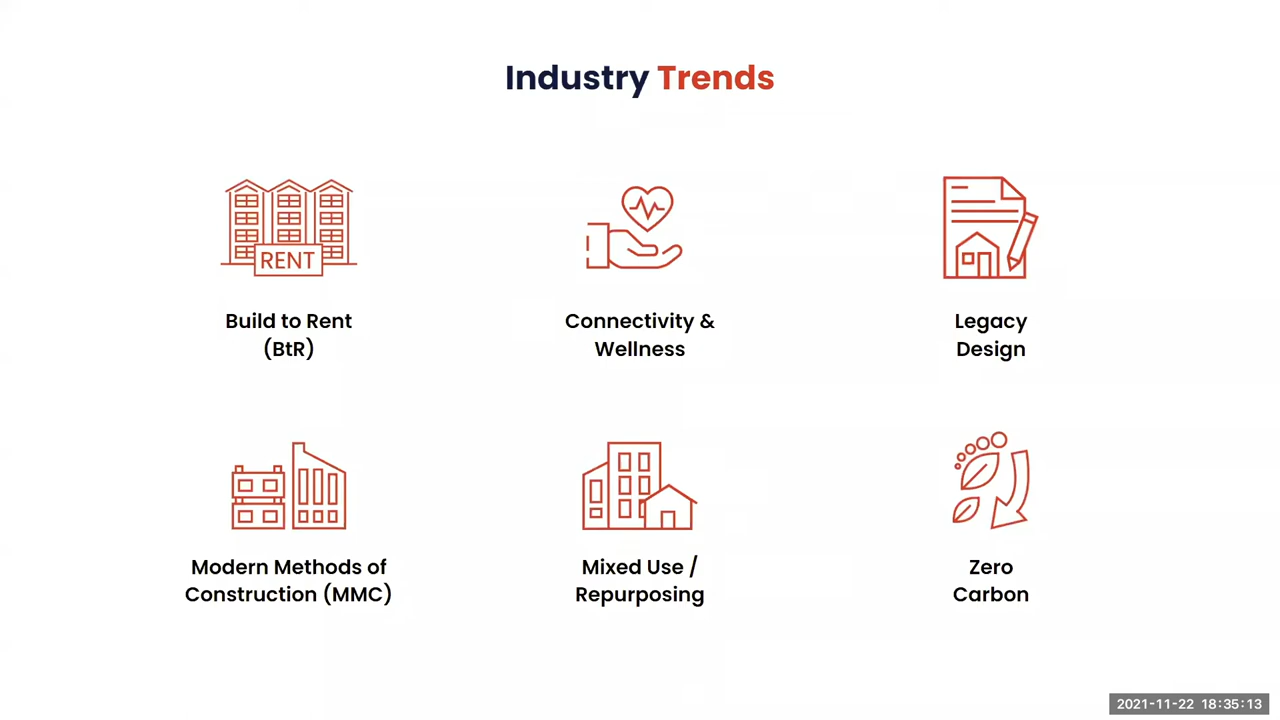 Industry Trends
RENT
Build to Rent
(BtR)
Connectivity &
Wellness
Legacy
Design
Modern Methods of
Construction (MMC)
Mixed Use /
Repurposing
Zero
Carbon
2021-11-22 18:35:13